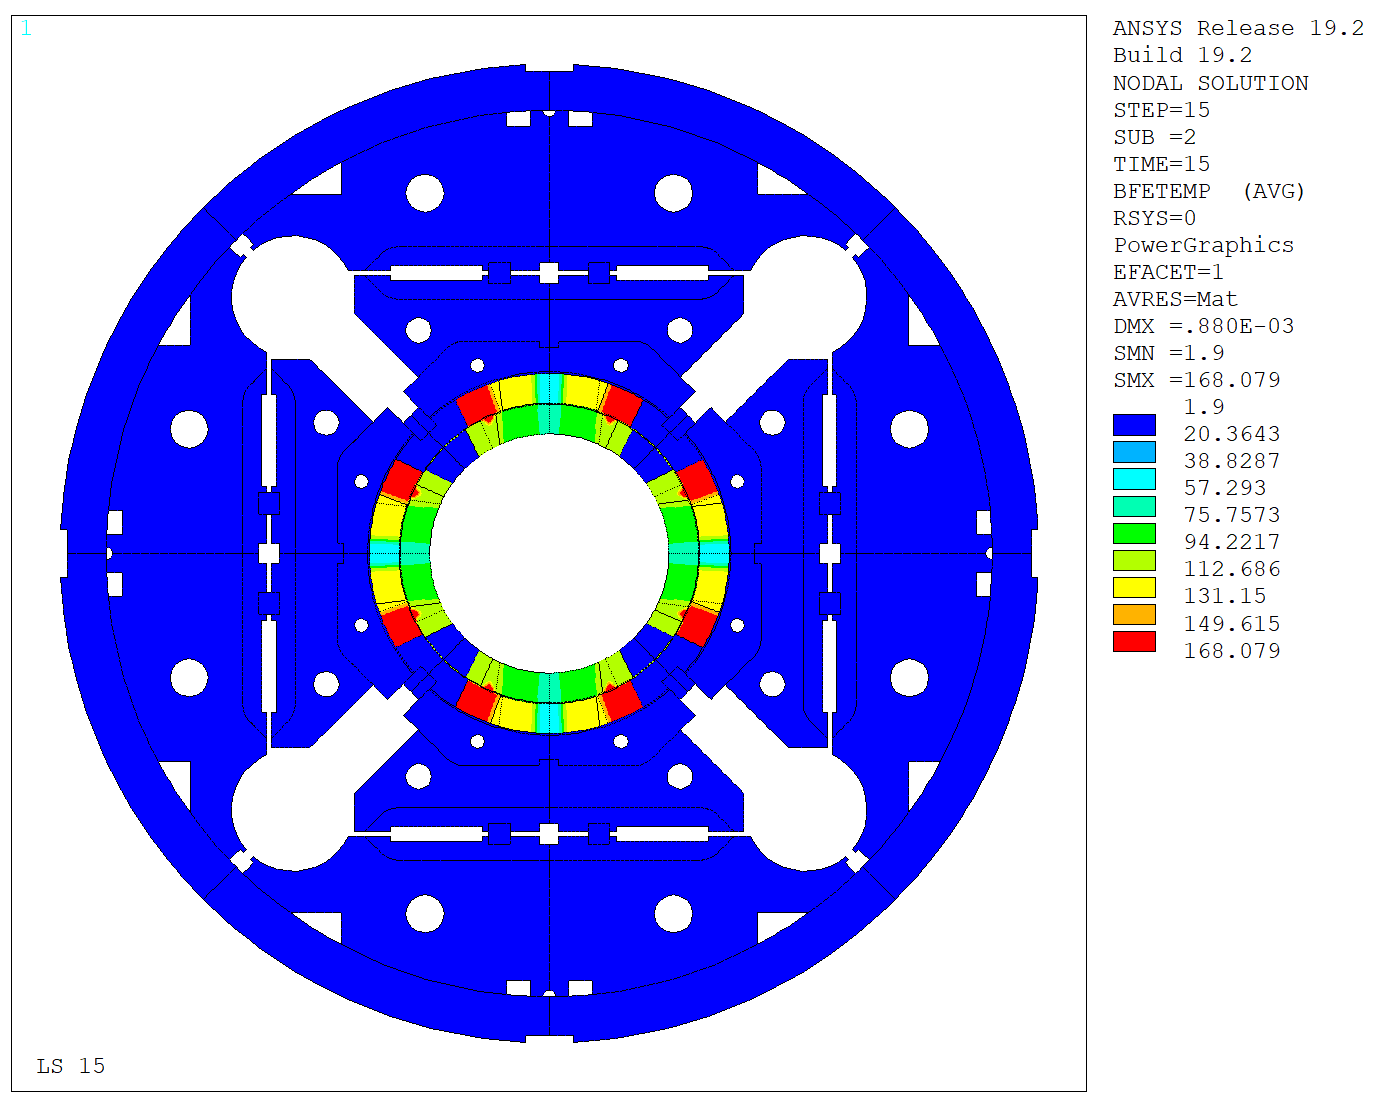 1
ANSYS Release 19.2
Build 19.2
NODAL SOLUTION
STEP=15
SUB =2
TIME=15
BFETEMP (AVG)
RSYS=0
PowerGraphics
EFACET=1
AVRES=Mat
DMX =.880E-03
SMN =1.9
SMX =168.079
1.9
20.3643
38.8287
57.293
75.7573
94.2217
112.686
131.15
149.615
168.079
LS 15